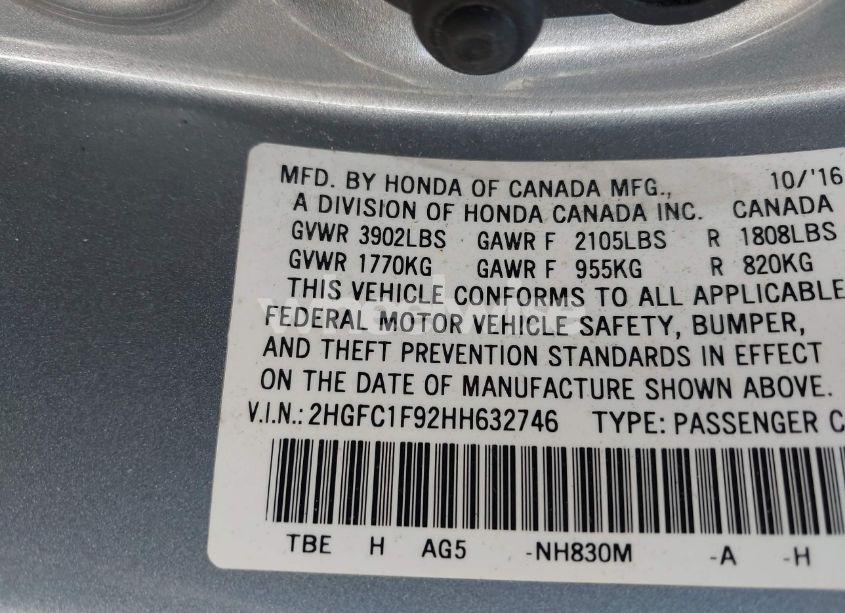 MFD. BY HONDA OF CANADA MFG., 10/'16
A DIVISION OF HONDA CANADA INC. CANADA
GVWR 3902LBS GAWR F 2105LBS R 1808LBS
GVWR 1770KG GAWR F 955KG R 820KG
THIS VEHICLE CONFORMS TO ALL APPLICABLE
FEDERAL MOTOR VEHICLE SAFETY, BUMPER,
AND THEFT PREVENTION STANDARDS IN EFFECT
ON THE DATE OF MANUFACTURE SHOWN ABOVE.
V.I.N.: 2HGFC1F92HH632746 TYPE: PASSENGER C
TBE H AG5 -NH830M -A -H